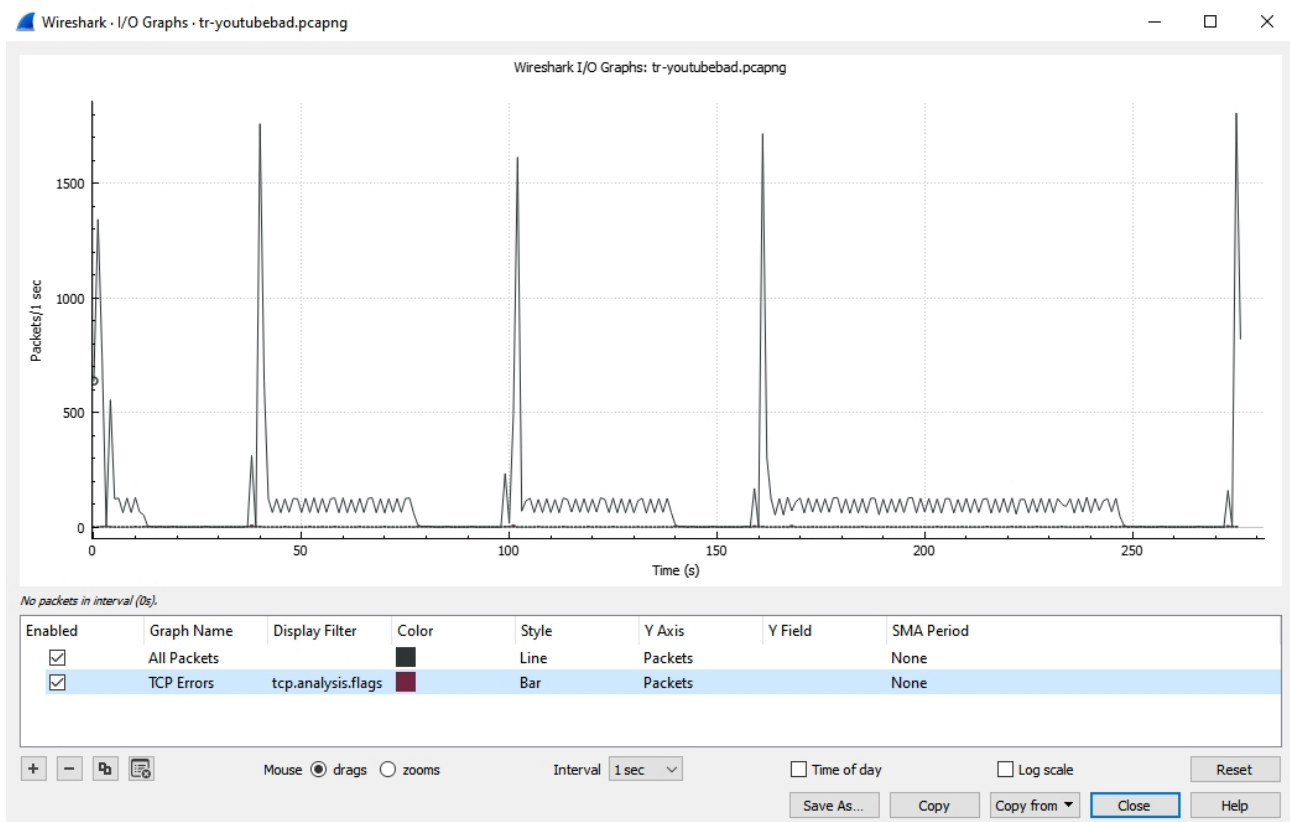 Wireshark · I/O Graphs · tr-youtubebad.pcapng
Wireshark I/O Graphs: tr-youtubebad.pcapng
Packets/1 sec
1500
1000
500
0
0 50 100 150 200 250
Time (s)
No packets in interval (0s).
Enabled Graph Name Display Filter Color Style Y Axis Y Field SMA Period
All Packets Line Packets None
TCP Errors tcp.analysis.flags Bar Packets None
+ − Mouse drags zooms Interval 1 sec Time of day Log scale Reset
Save As... Copy Copy from Close Help